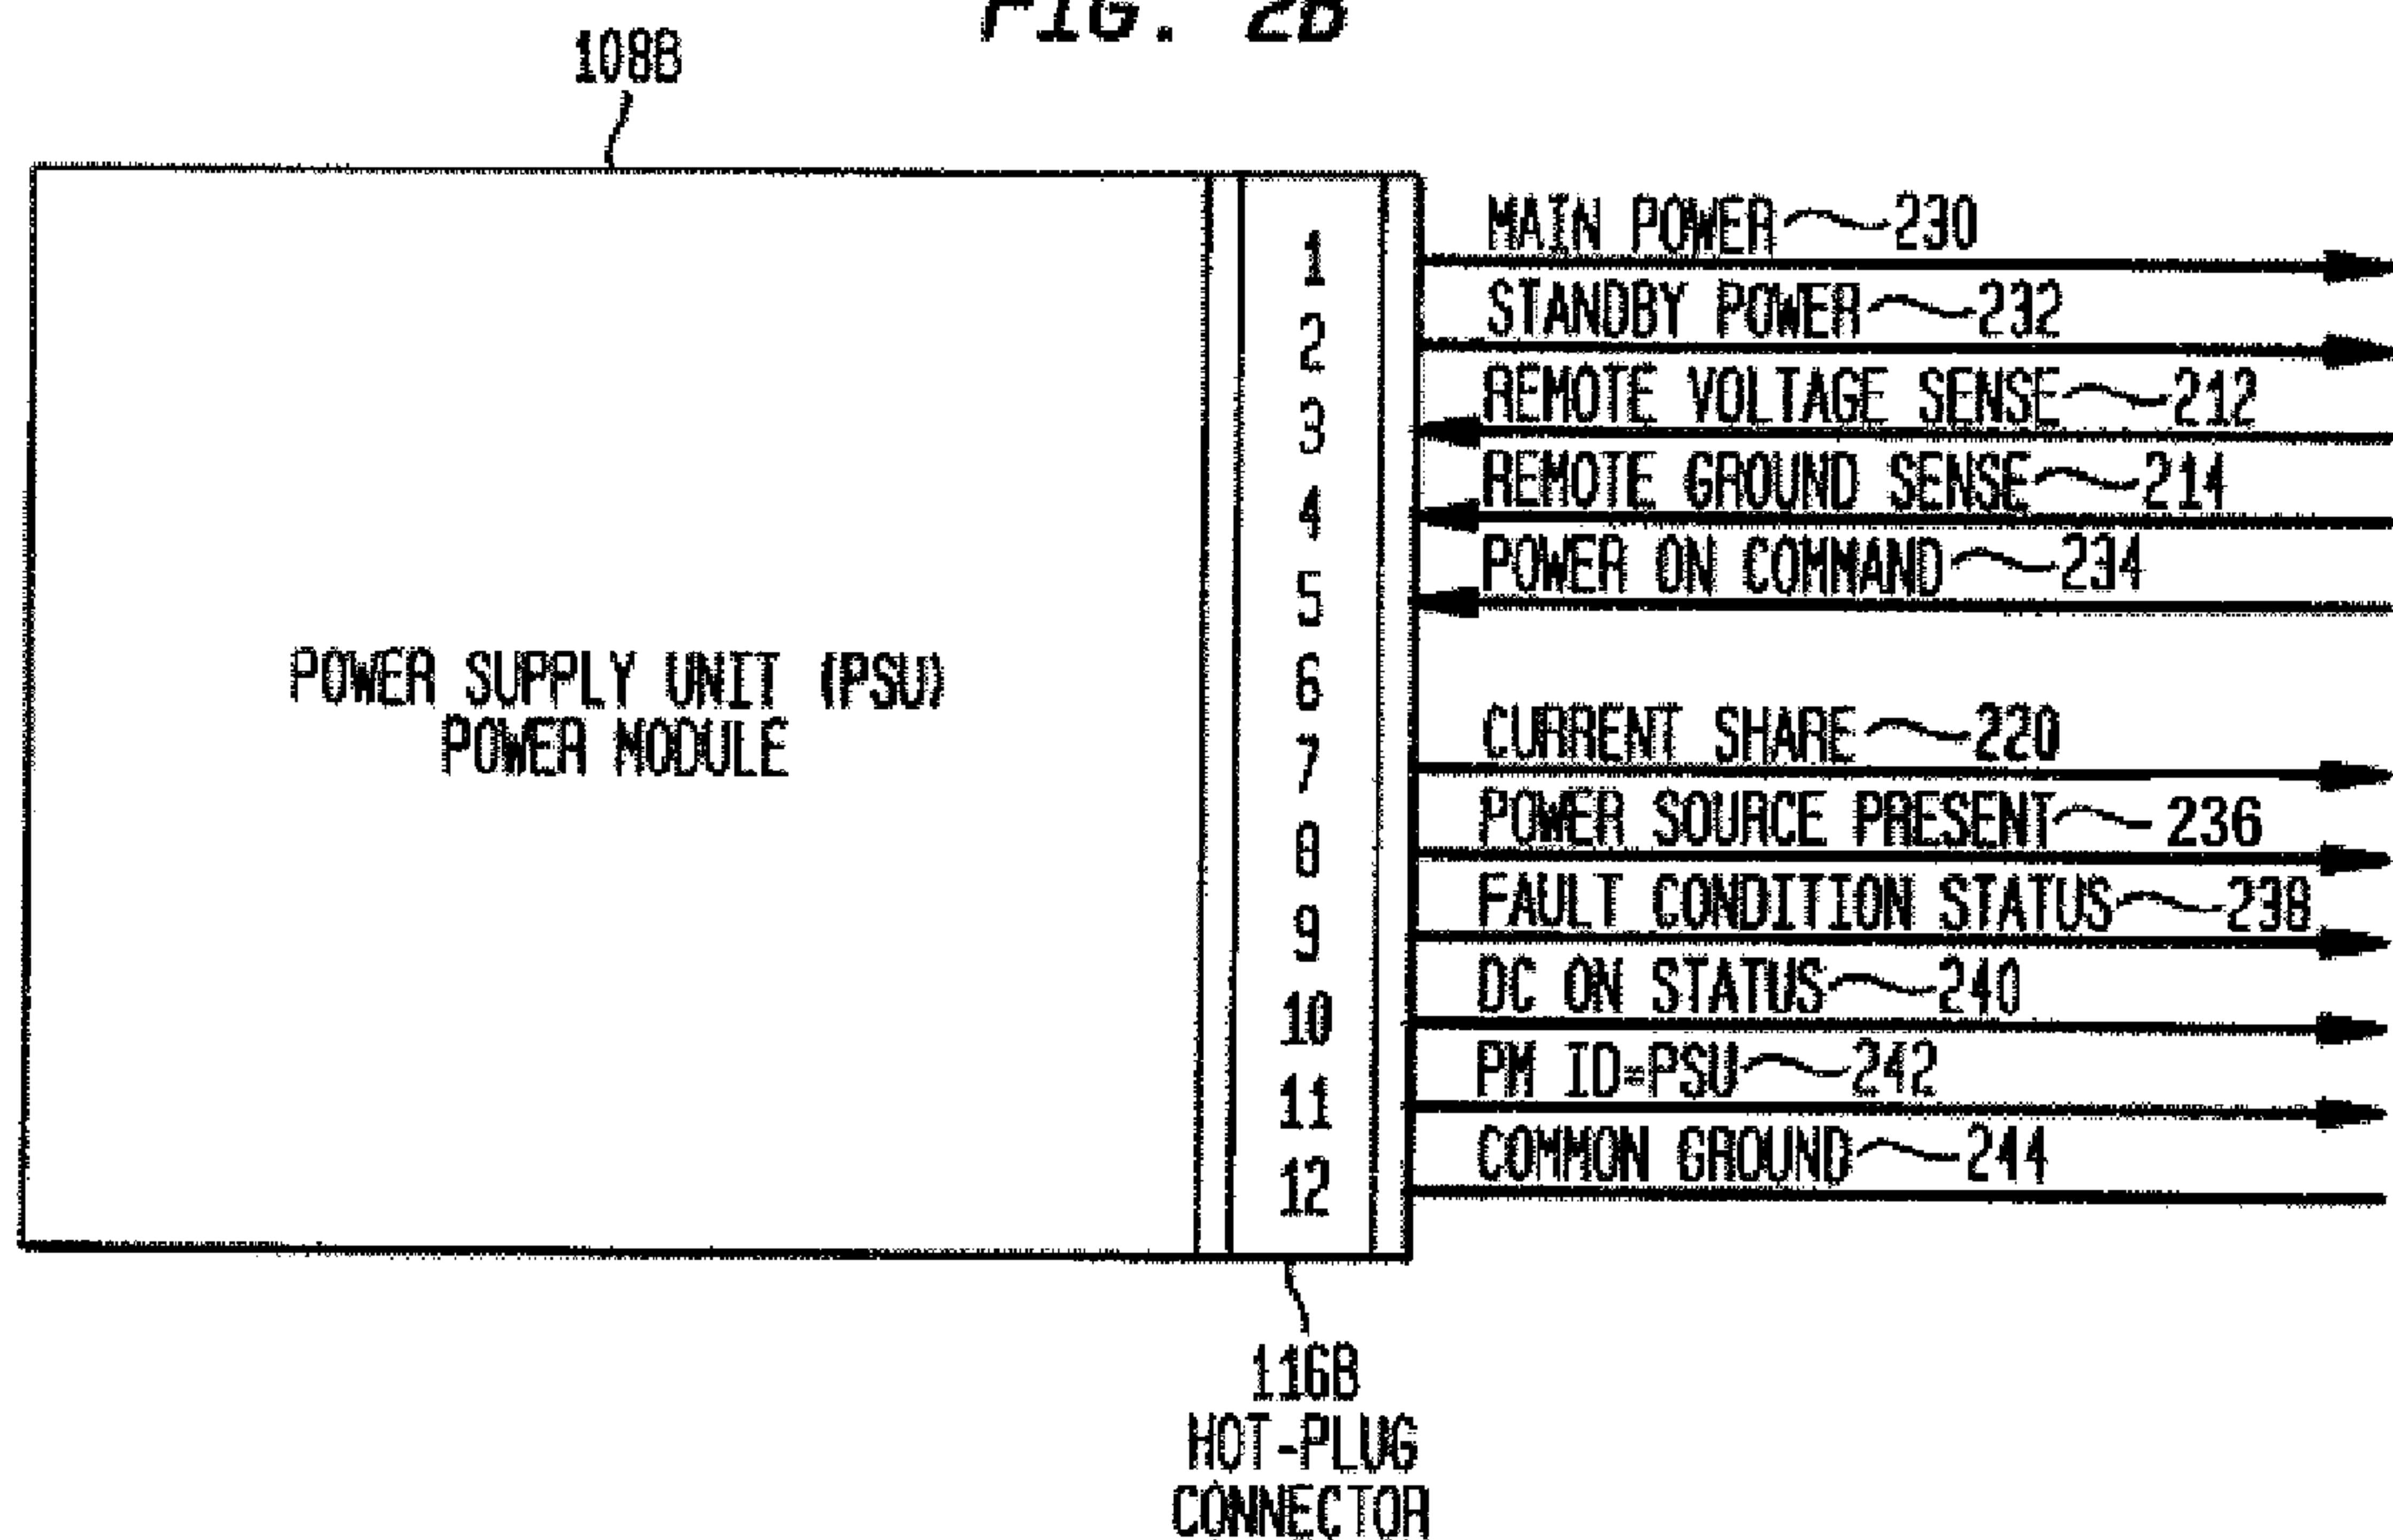 FIG. 2B
108B
POWER SUPPLY UNIT (PSU)
POWER MODULE
1
2
3
4
5
6
7
8
9
10
11
12
MAIN POWER 230
STANDBY POWER 232
REMOTE VOLTAGE SENSE 212
REMOTE GROUND SENSE 214
POWER ON COMMAND 234
CURRENT SHARE 220
POWER SOURCE PRESENT 236
FAULT CONDITION STATUS 238
DC ON STATUS 240
PM ID=PSU 242
COMMON GROUND 244
116B
HOT-PLUG
CONNECTOR